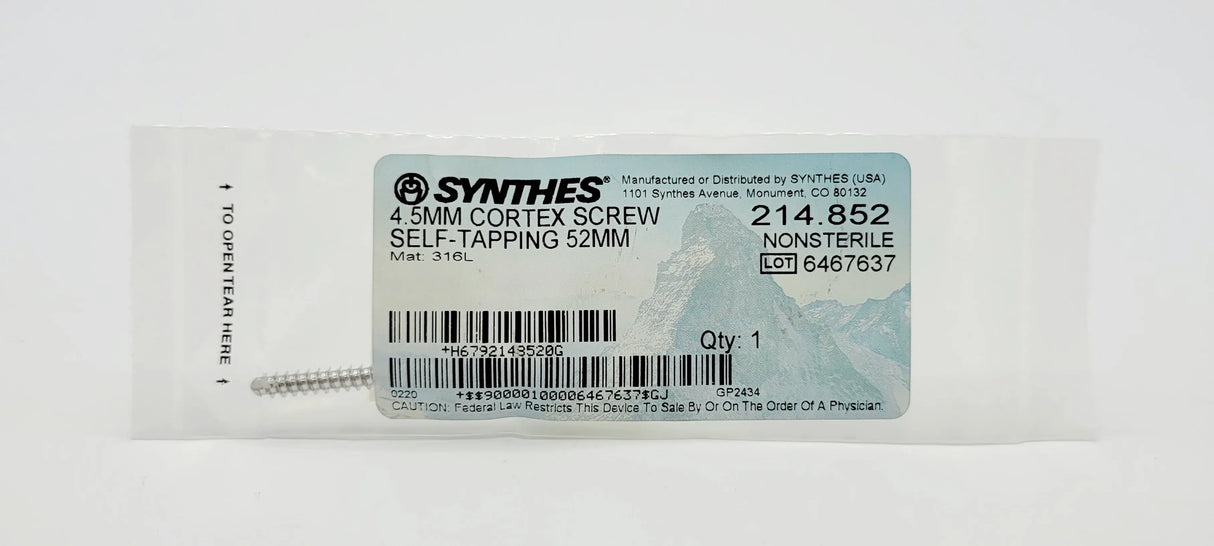 ↑ TO OPEN TEAR HERE ↑
SYNTHES® Manufactured or Distributed by SYNTHES (USA)
1101 Synthes Avenue, Monument, CO 80132
4.5MM CORTEX SCREW 214.852
SELF-TAPPING 52MM NONSTERILE
Mat: 316L LOT 6467637
Qty: 1
+H6792143520G
0220 +$$90000100006467637$GJ GP2434
CAUTION: Federal Law Restricts This Device To Sale By Or On The Order Of A Physician.